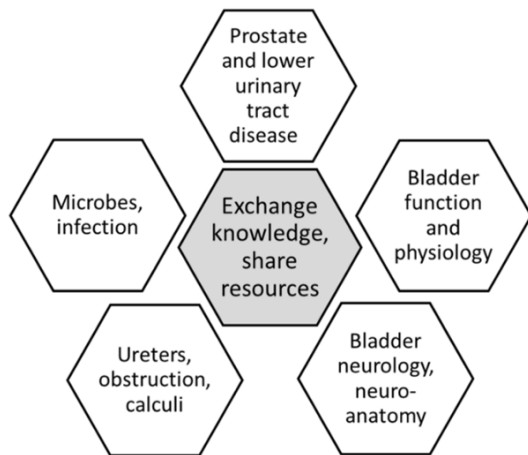 Prostate
and lower
urinary
tract
disease
Microbes,
infection
Exchange
knowledge,
share
resources
Bladder
function
and
physiology
Ureters,
obstruction,
calculi
Bladder
neurology,
neuro-
anatomy